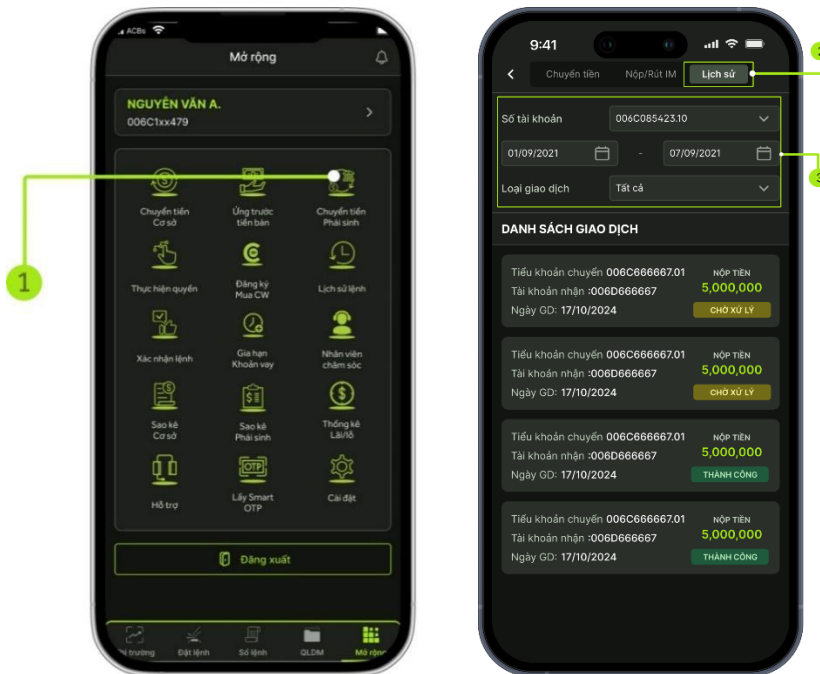 ACBs
Mở rộng
NGUYỄN VĂN A.
006C1xx479
1
Chuyển tiền
Cơ sở
Ứng trước
tiền bán
Chuyển tiền
Phái sinh
Thực hiện quyền
Đăng ký
Mua CW
Lịch sử lệnh
Xác nhận lệnh
Gia hạn
Khoản vay
Nhân viên
chăm sóc
Sao kê
Cơ sở
Sao kê
Phái sinh
Thống kê
Lãi/lỗ
OTP
Hỗ trợ
Lấy Smart
OTP
Cài đặt
Đăng xuất
trường Đặt lệnh Sổ lệnh QLDM Mở rộng
9:41
Chuyển tiền Nộp/Rút IM Lịch sử
2
Số tài khoản 006C085423.10
01/09/2021 - 07/09/2021
3
Loại giao dịch Tất cả
DANH SÁCH GIAO DỊCH
Tiểu khoản chuyển 006C666667.01 NỘP TIỀN
Tài khoản nhận :006D666667 5,000,000
Ngày GD: 17/10/2024 CHỜ XỬ LÝ
Tiểu khoản chuyển 006C666667.01 NỘP TIỀN
Tài khoản nhận :006D666667 5,000,000
Ngày GD: 17/10/2024 CHỜ XỬ LÝ
Tiểu khoản chuyển 006C666667.01 NỘP TIỀN
Tài khoản nhận :006D666667 5,000,000
Ngày GD: 17/10/2024 THÀNH CÔNG
Tiểu khoản chuyển 006C666667.01 NỘP TIỀN
Tài khoản nhận :006D666667 5,000,000
Ngày GD: 17/10/2024 THÀNH CÔNG